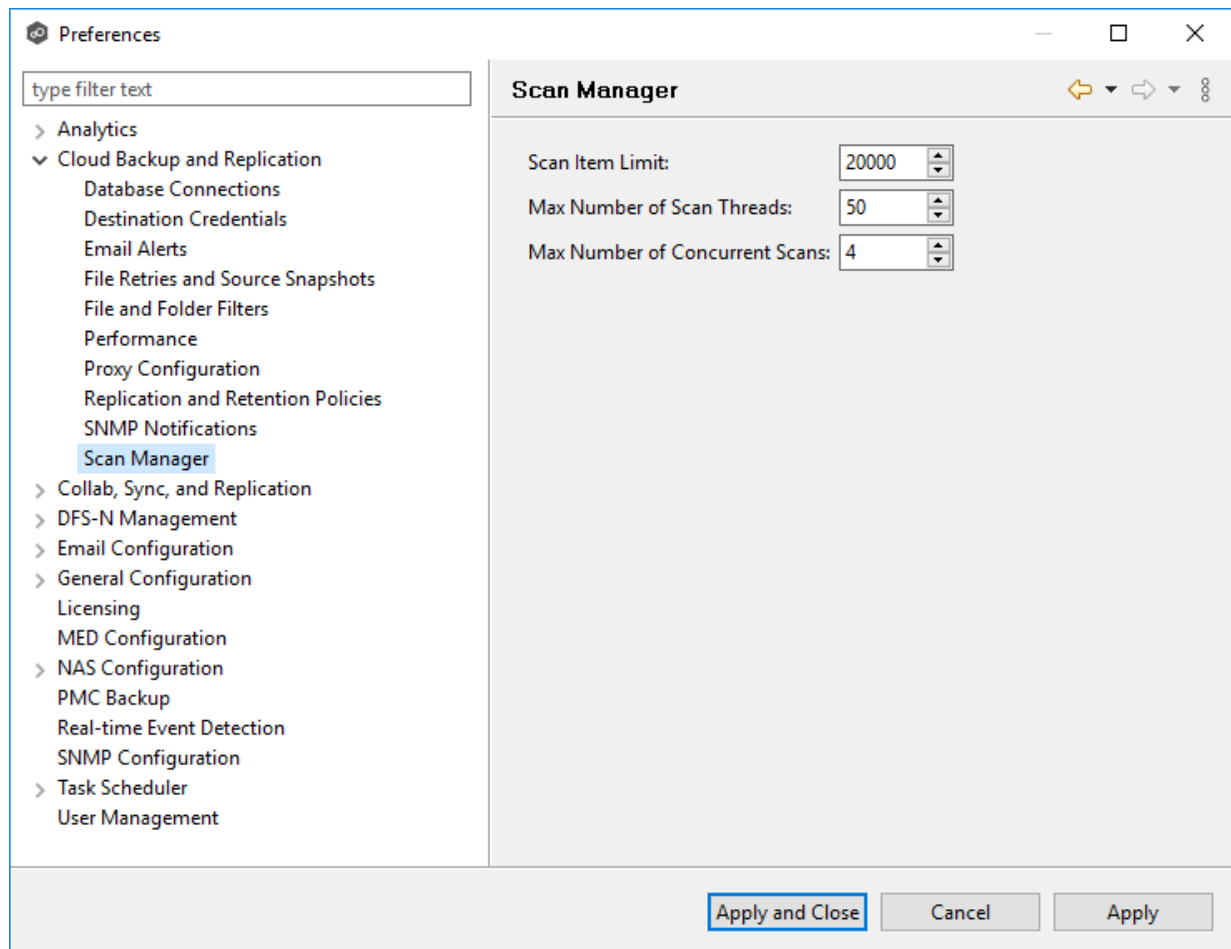 Preferences
type filter text
Analytics
Cloud Backup and Replication
Database Connections
Destination Credentials
Email Alerts
File Retries and Source Snapshots
File and Folder Filters
Performance
Proxy Configuration
Replication and Retention Policies
SNMP Notifications
Scan Manager
Collab, Sync, and Replication
DFS-N Management
Email Configuration
General Configuration
Licensing
MED Configuration
NAS Configuration
PMC Backup
Real-time Event Detection
SNMP Configuration
Task Scheduler
User Management
Scan Manager
Scan Item Limit: 20000
Max Number of Scan Threads: 50
Max Number of Concurrent Scans: 4
Apply and Close Cancel Apply